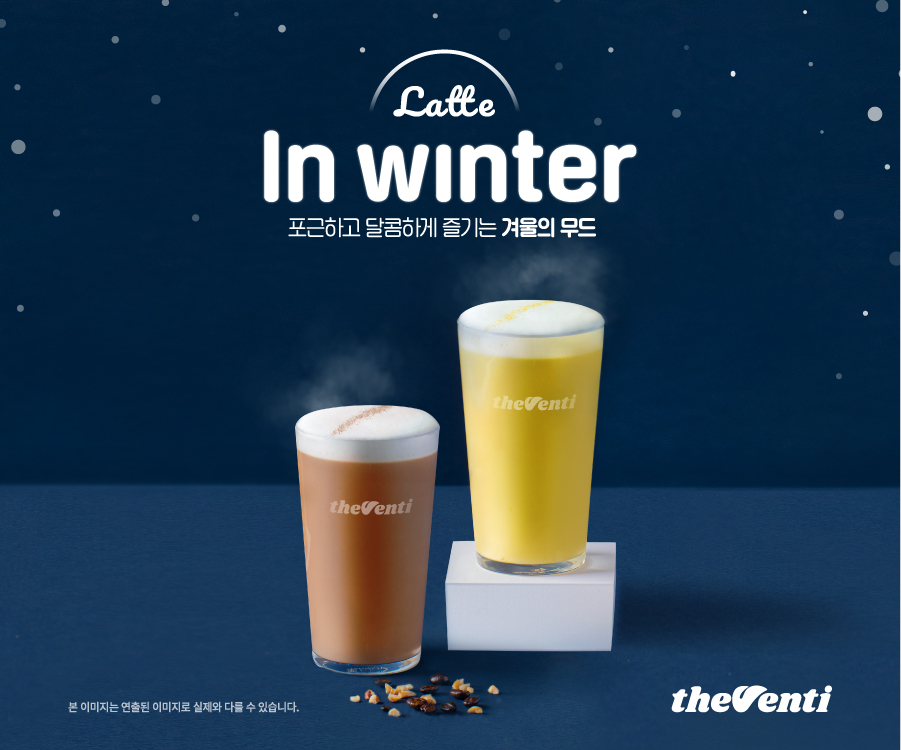 Latte
In winter
포근하고 달콤하게 즐기는 겨울의 무드
theVenti
theVenti
본 이미지는 연출된 이미지로 실제와 다를 수 있습니다.
theVenti